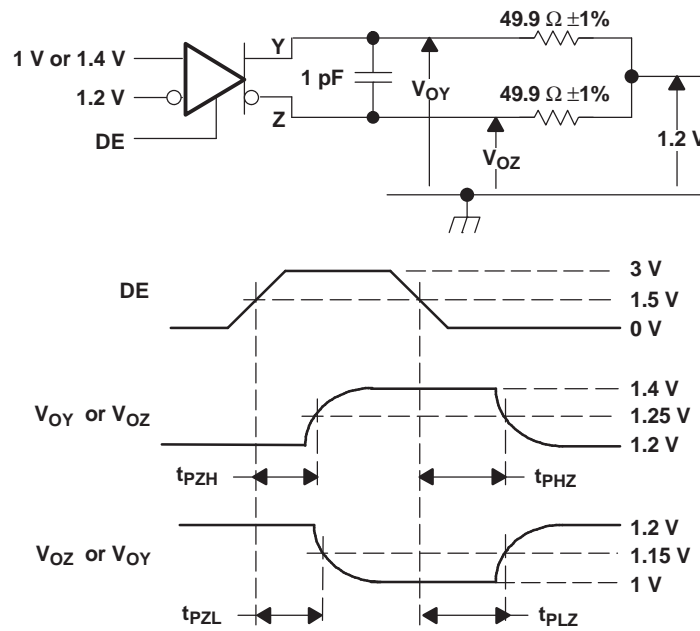 Y
49.9 Ω ±1%
1 V or 1.4 V
1 pF
VOY
1.2 V
49.9 Ω ±1%
Z
DE
VOZ
1.2 V
DE
3 V
1.5 V
0 V
VOY or VOZ
1.4 V
1.25 V
1.2 V
tPZH
tPHZ
VOZ or VOY
1.2 V
1.15 V
1 V
tPZL
tPLZ